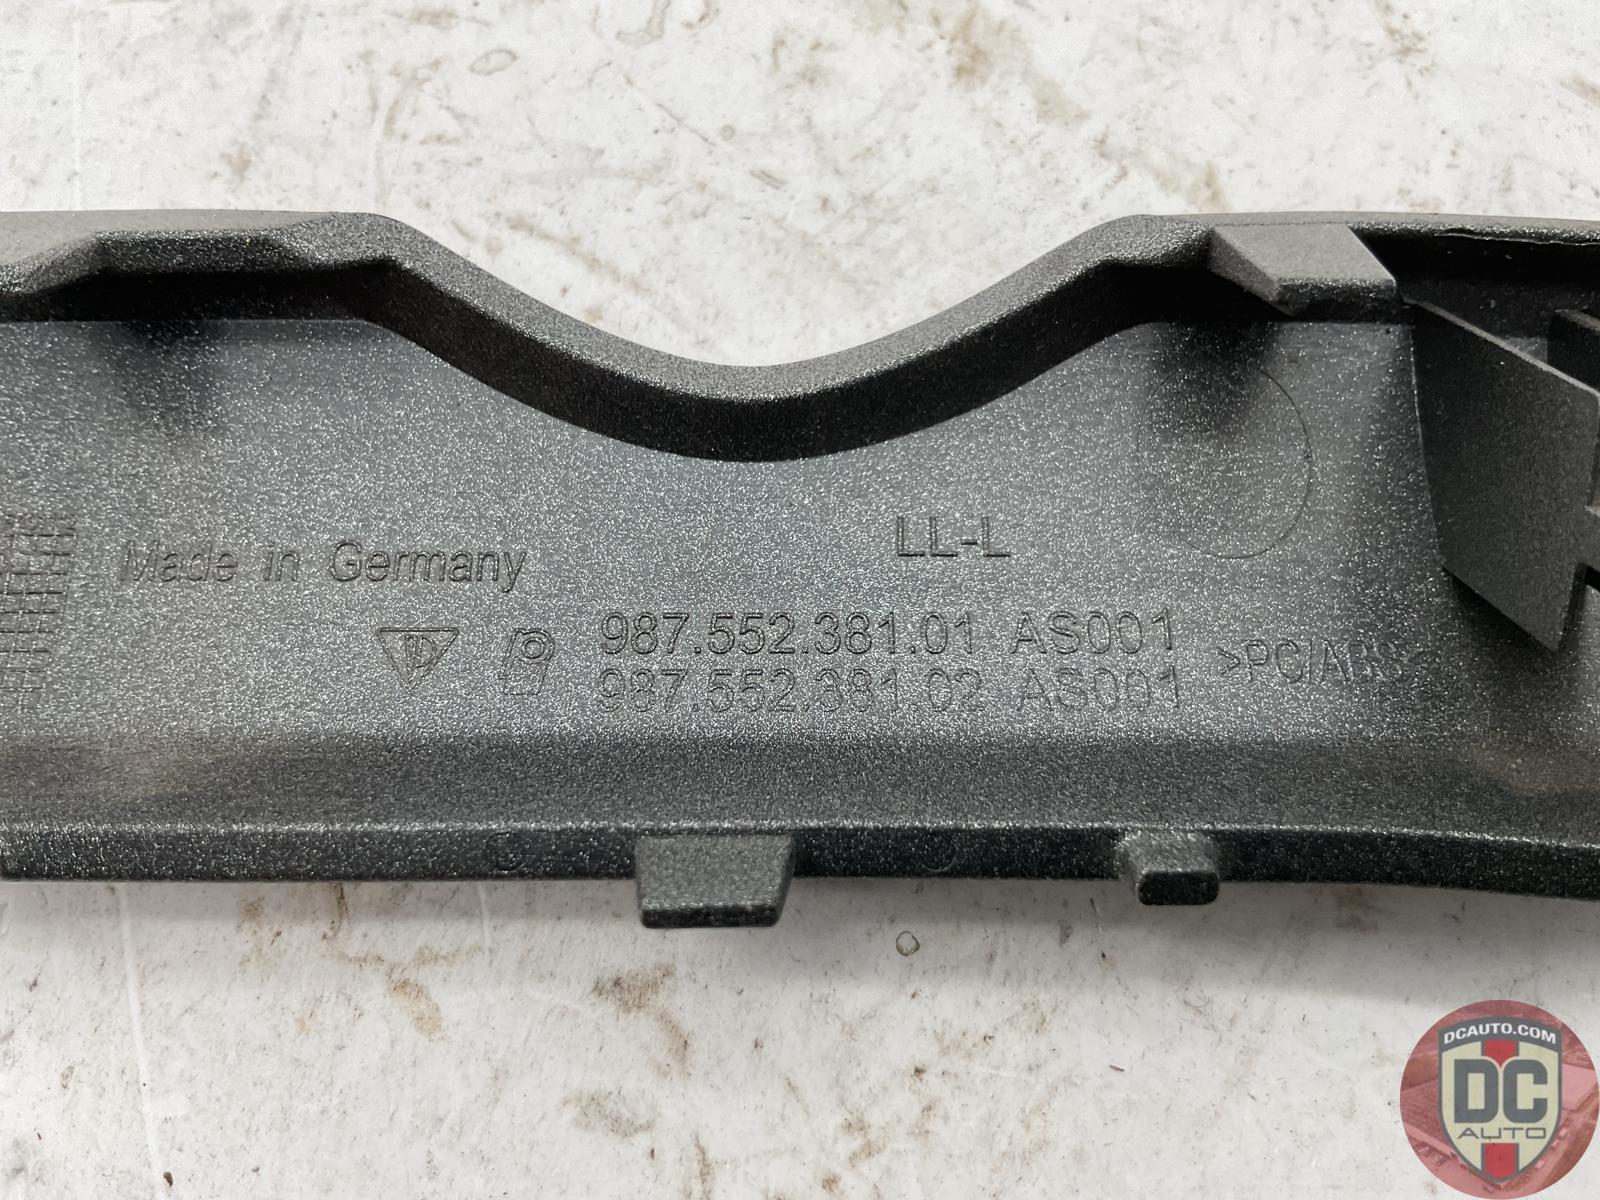 LL-L
Made in Germany
987.552.381.01 AS001
987.552.381.02 AS001
>PC/ABS<
DCAUTO.COM
DC
AUTO